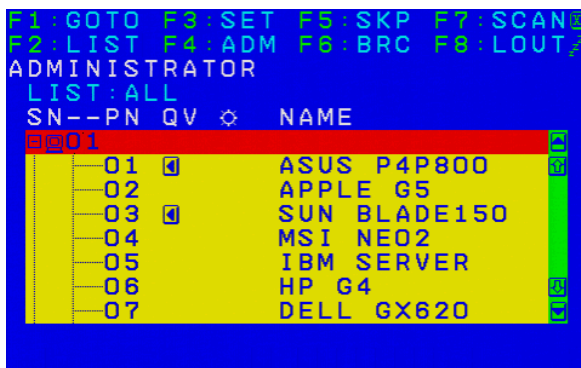 F1:GOTO F3:SET F5:SKP F7:SCAN
F2:LIST F4:ADM F6:BRC F8:LOUT
ADMINISTRATOR
LIST:ALL
SN--PN QV NAME
01
01 ASUS P4P800
02 APPLE G5
03 SUN BLADE150
04 MSI NEO2
05 IBM SERVER
06 HP G4
07 DELL GX620